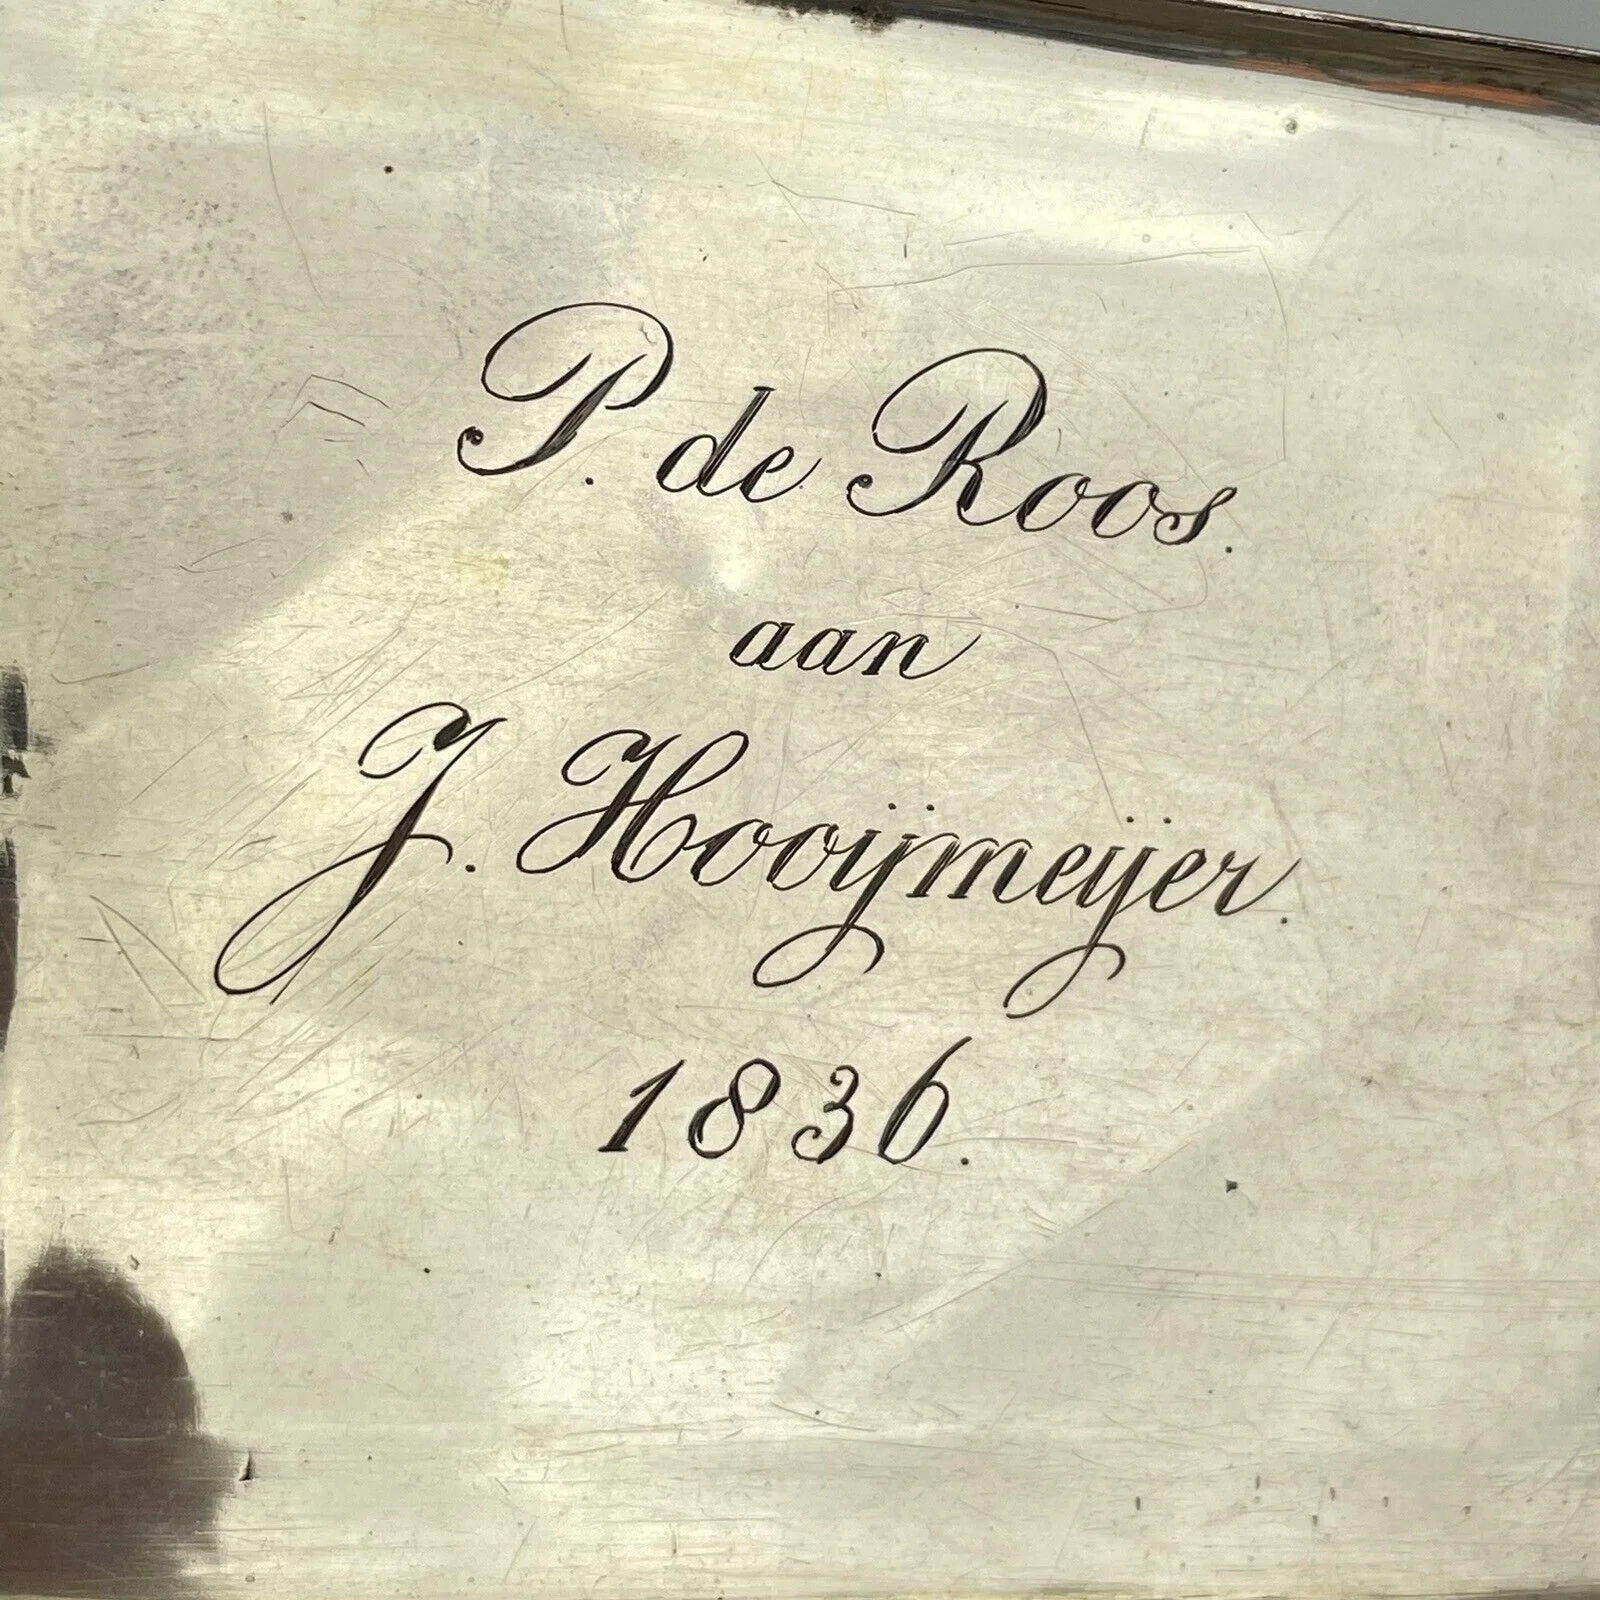 P. de Roos.
aan
J. Hooijmeijer.
1836.